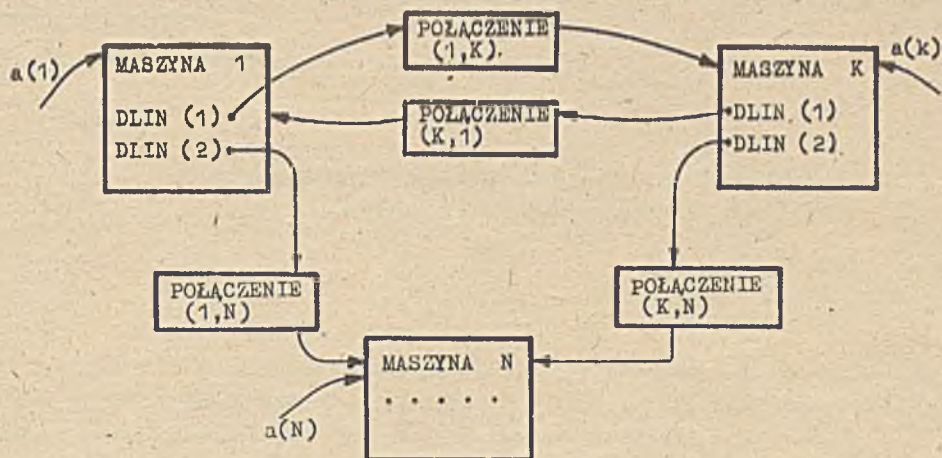 POŁĄCZENIE
(1,K).
a(1)
MASZYNA 1
DLIN (1)
DLIN (2)
POŁĄCZENIE
(K,1)
a(k)
MASZYNA K
DLIN (1)
DLIN (2)
POŁĄCZENIE
(1,N)
POŁĄCZENIE
(K,N)
MASZYNA N
. . . . .
a(N)